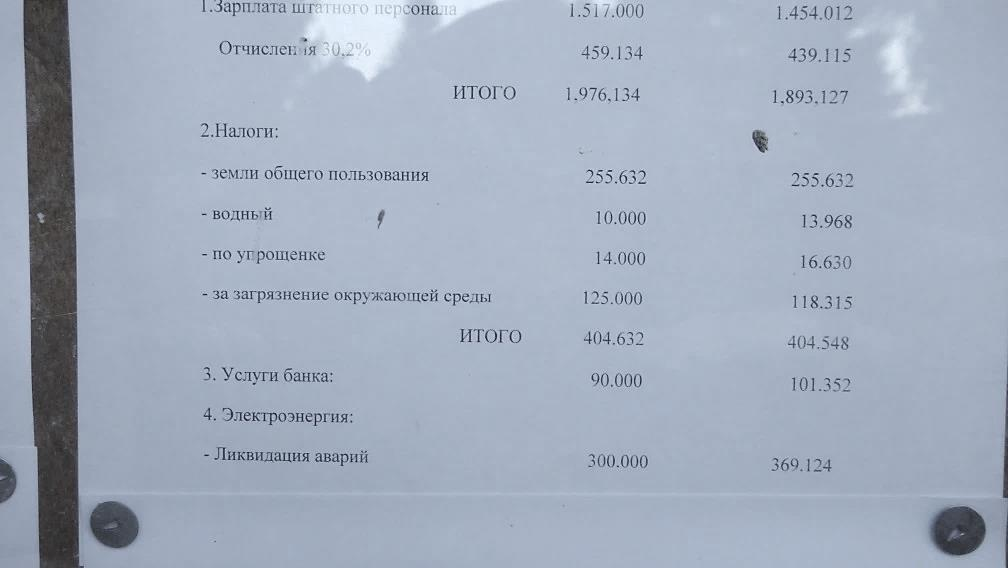 1.Зарплата штатного персонала 1.517.000 1.454.012
Отчисления 30,2% 459.134 439.115
ИТОГО 1,976,134 1,893,127
2.Налоги:
- земли общего пользования 255.632 255.632
- водный 10.000 13.968
- по упрощенке 14.000 16.630
- за загрязнение окружающей среды 125.000 118.315
ИТОГО 404.632 404.548
3. Услуги банка: 90.000 101.352
4. Электроэнергия:
- Ликвидация аварий 300.000 369.124